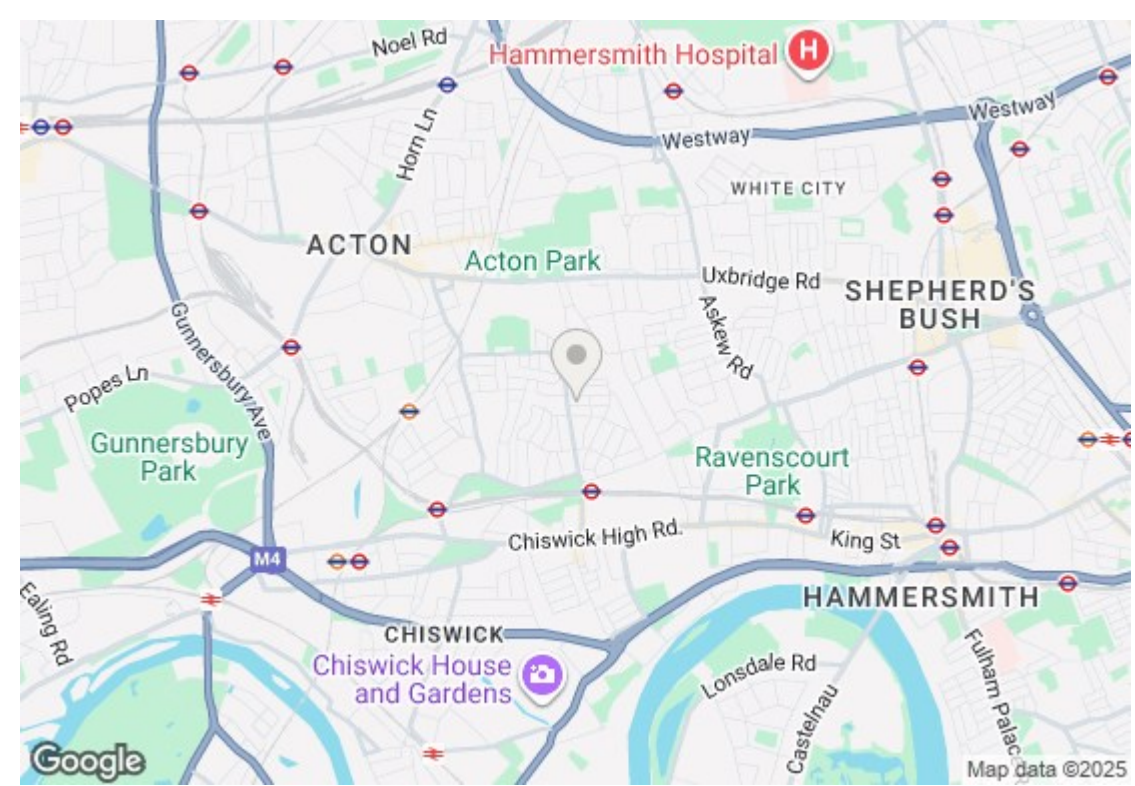 Noel Rd
Hammersmith Hospital
H
Horn Ln
Westway
Westway
WHITE CITY
ACTON
Acton Park
Uxbridge Rd
SHEPHERD'S
BUSH
Askew Rd
Gunnersbury Ave
Popes Ln
Gunnersbury
Park
Ravenscourt
Park
Chiswick High Rd.
King St
M4
HAMMERSMITH
Ealing Rd
CHISWICK
Chiswick House
and Gardens
Lonsdale Rd
Castelnau
Fulham Palace R
Google
Map data ©2025